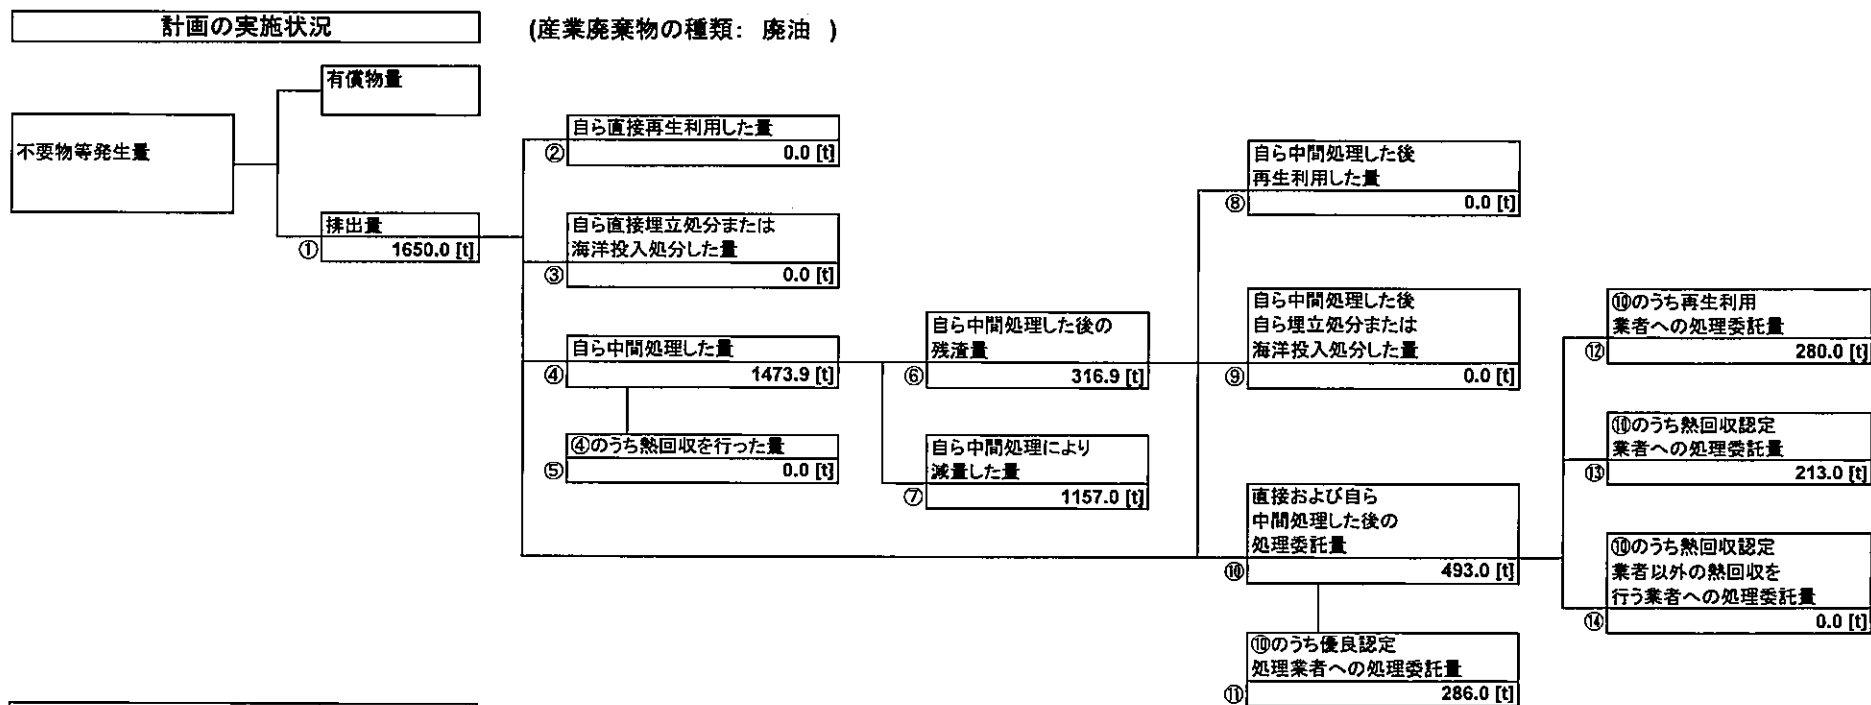 計画の実施状況
(産業廃棄物の種類: 廃油 )
有償物量
不要物等発生量
①
排出量
1650.0 [t]
②
自ら直接再生利用した量
0.0 [t]
③
自ら直接埋立処分または
海洋投入処分した量
0.0 [t]
④
自ら中間処理した量
1473.9 [t]
⑤
④のうち熱回収を行った量
0.0 [t]
⑥
自ら中間処理した後の
残渣量
316.9 [t]
⑦
自ら中間処理により
減量した量
1157.0 [t]
⑧
自ら中間処理した後
再生利用した量
0.0 [t]
⑨
自ら中間処理した後
自ら埋立処分または
海洋投入処分した量
0.0 [t]
⑩
直接および自ら
中間処理した後の
処理委託量
493.0 [t]
⑪
⑩のうち優良認定
処理業者への処理委託量
286.0 [t]
⑫
⑩のうち再生利用
業者への処理委託量
280.0 [t]
⑬
⑩のうち熱回収認定
業者への処理委託量
213.0 [t]
⑭
⑩のうち熱回収認定
業者以外の熱回収を
行う業者への処理委託量
0.0 [t]